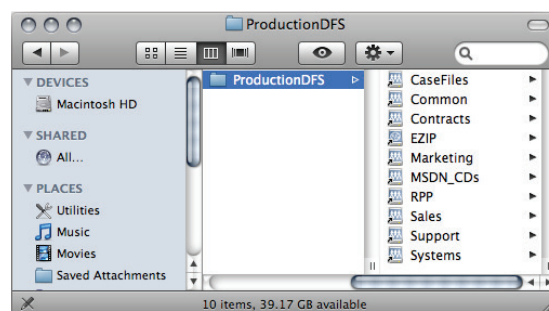 ProductionDFS
DEVICES
Macintosh HD
SHARED
All...
PLACES
Utilities
Music
Movies
Saved Attachments
ProductionDFS
CaseFiles
Common
Contracts
EZIP
Marketing
MSDN_CDs
RPP
Sales
Support
Systems
10 items, 39.17 GB available